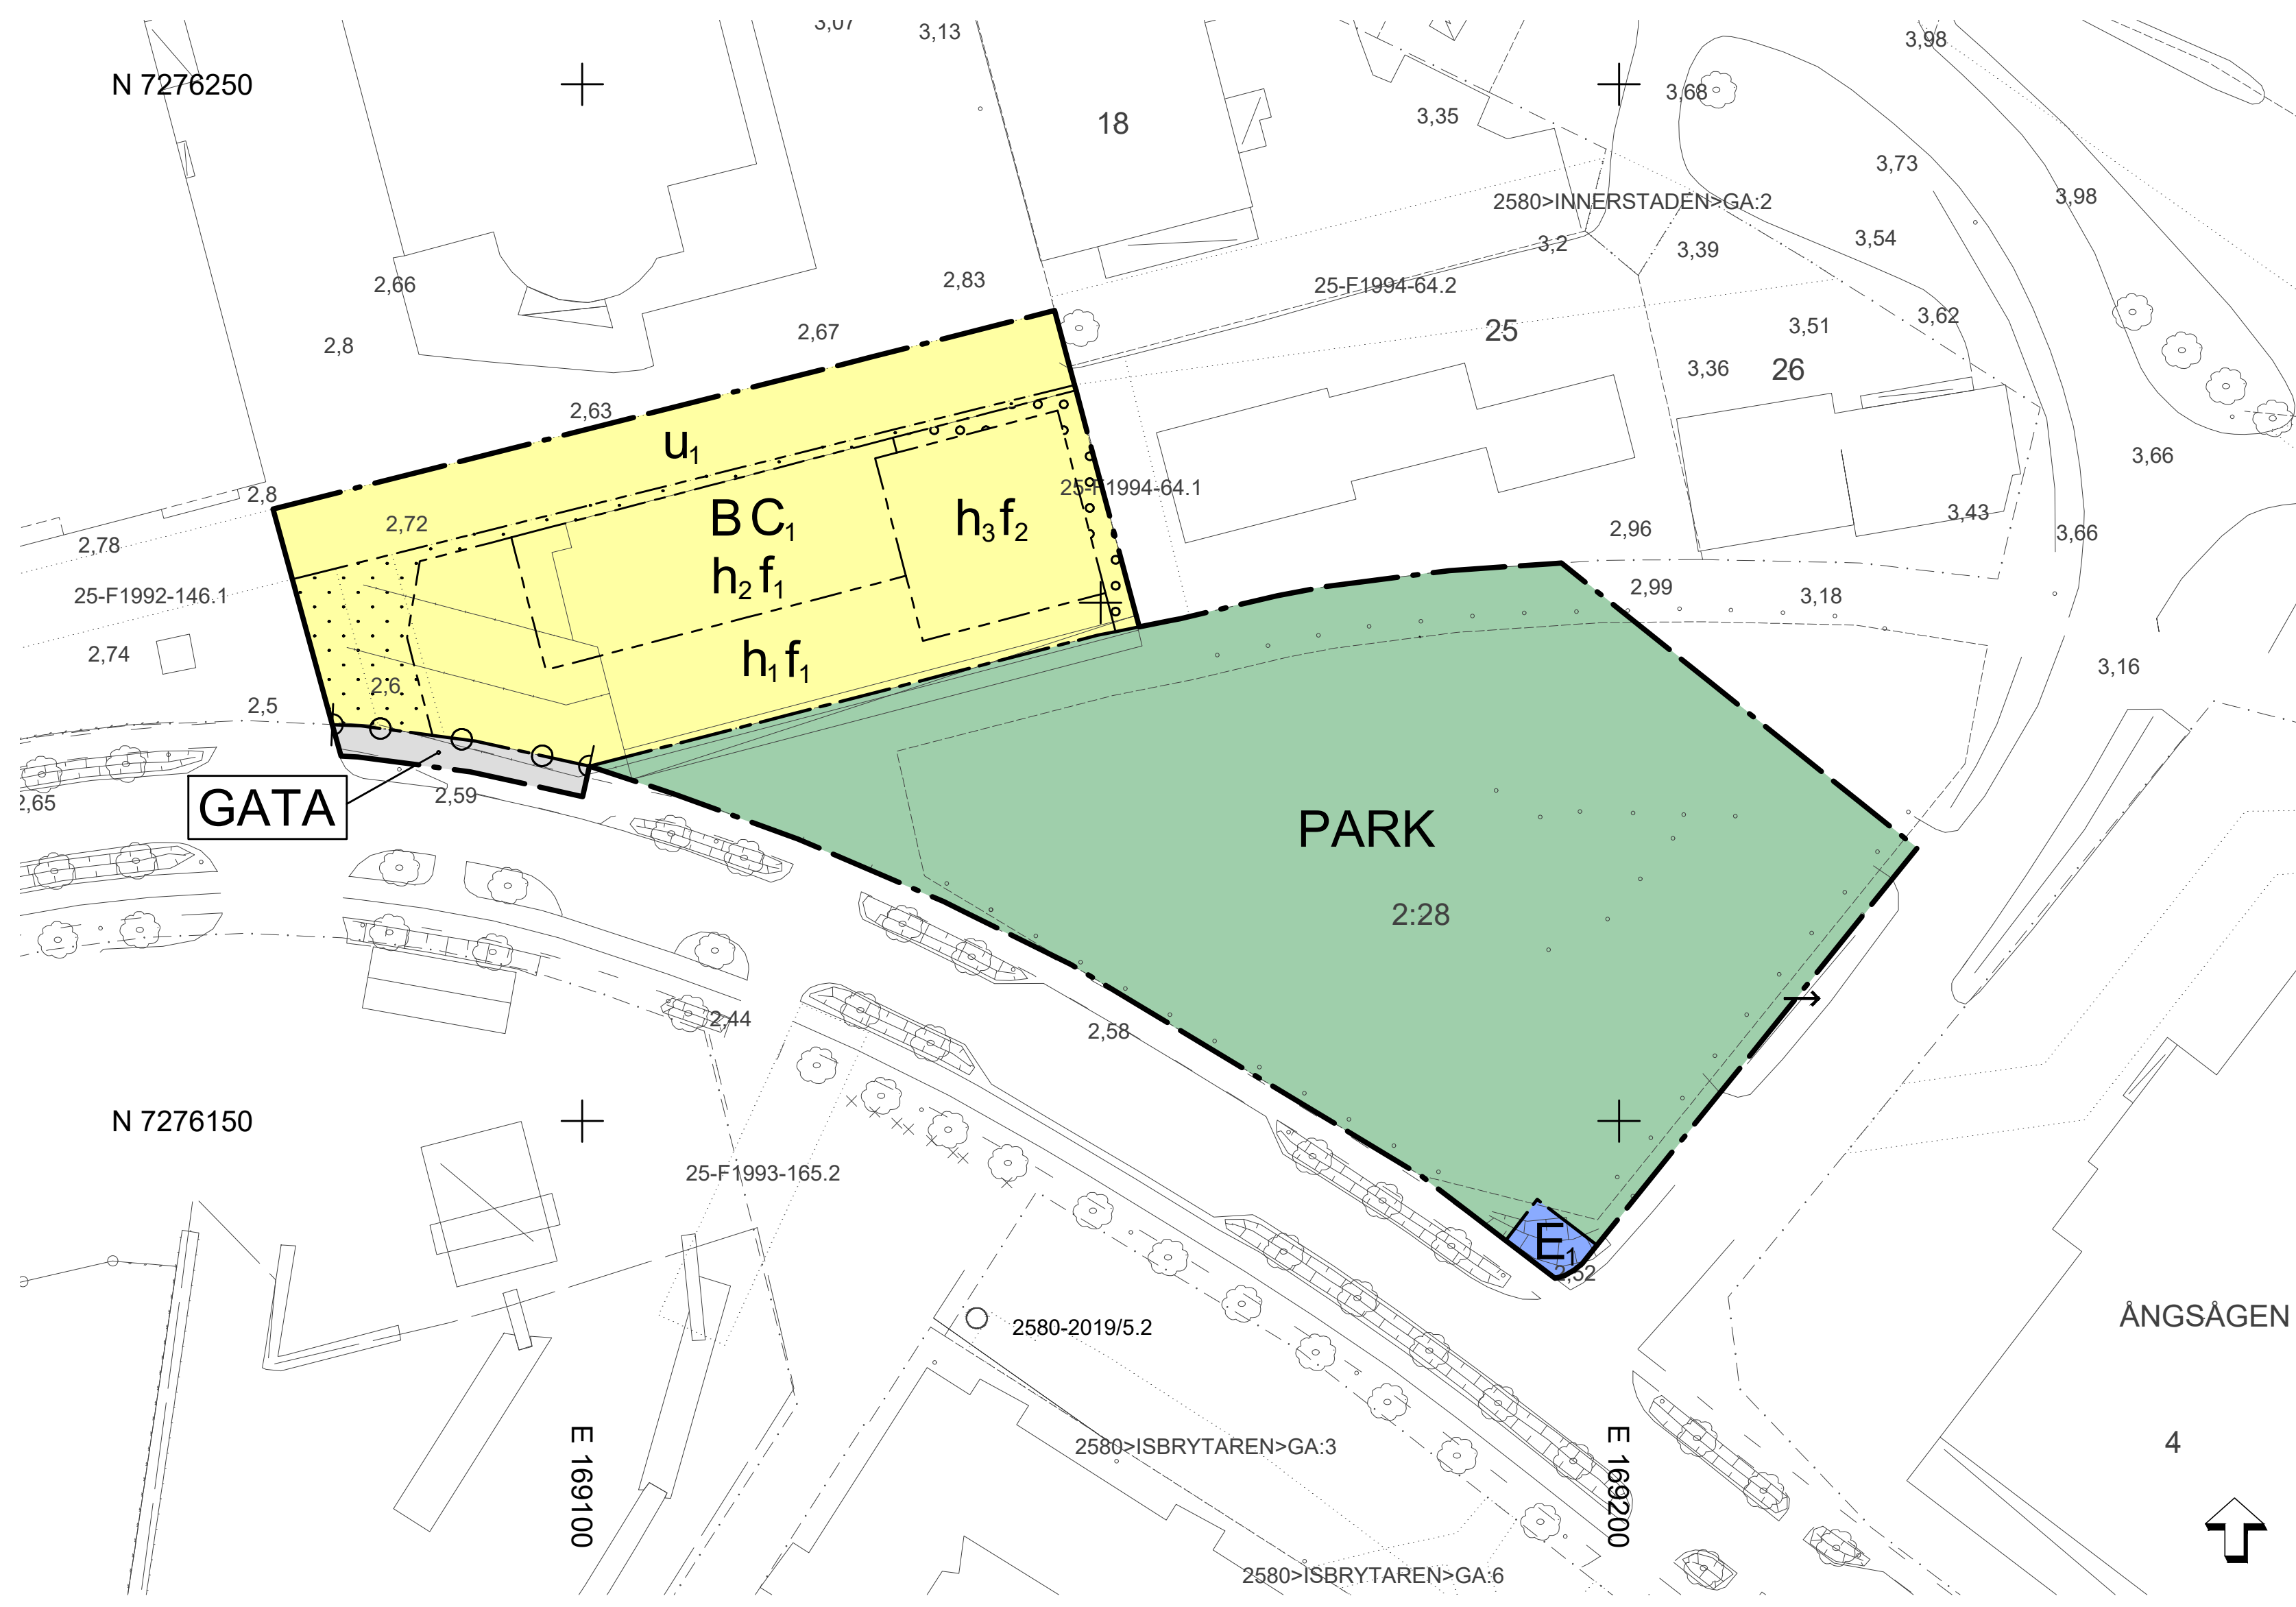 3,07
3,13
3,98
N 7276250
3,68
3,35
18
3,73
2580>INNERSTADEN>GA:2
3,98
3,2
3,39
3,54
2,66
2,83
25-F1994-64.2
2,8
2,67
25
3,51
3,62
3,36
26
2,63
u1
3,66
2,8
25-F1994-64.1
2,72
BC1
h3f2
2,96
3,43
3,66
2,78
h2f1
25-F1992-146.1
2,99
3,18
2,74
h1f1
3,16
2,6
2,5
2,65
GATA
2,59
PARK
2:28
2,44
2,58
N 7276150
25-F1993-165.2
E1
2,52
2580-2019/5.2
ÅNGSÅGEN
4
2580>ISBRYTAREN>GA:3
E 169100
E 169200
2580>ISBRYTAREN>GA:6